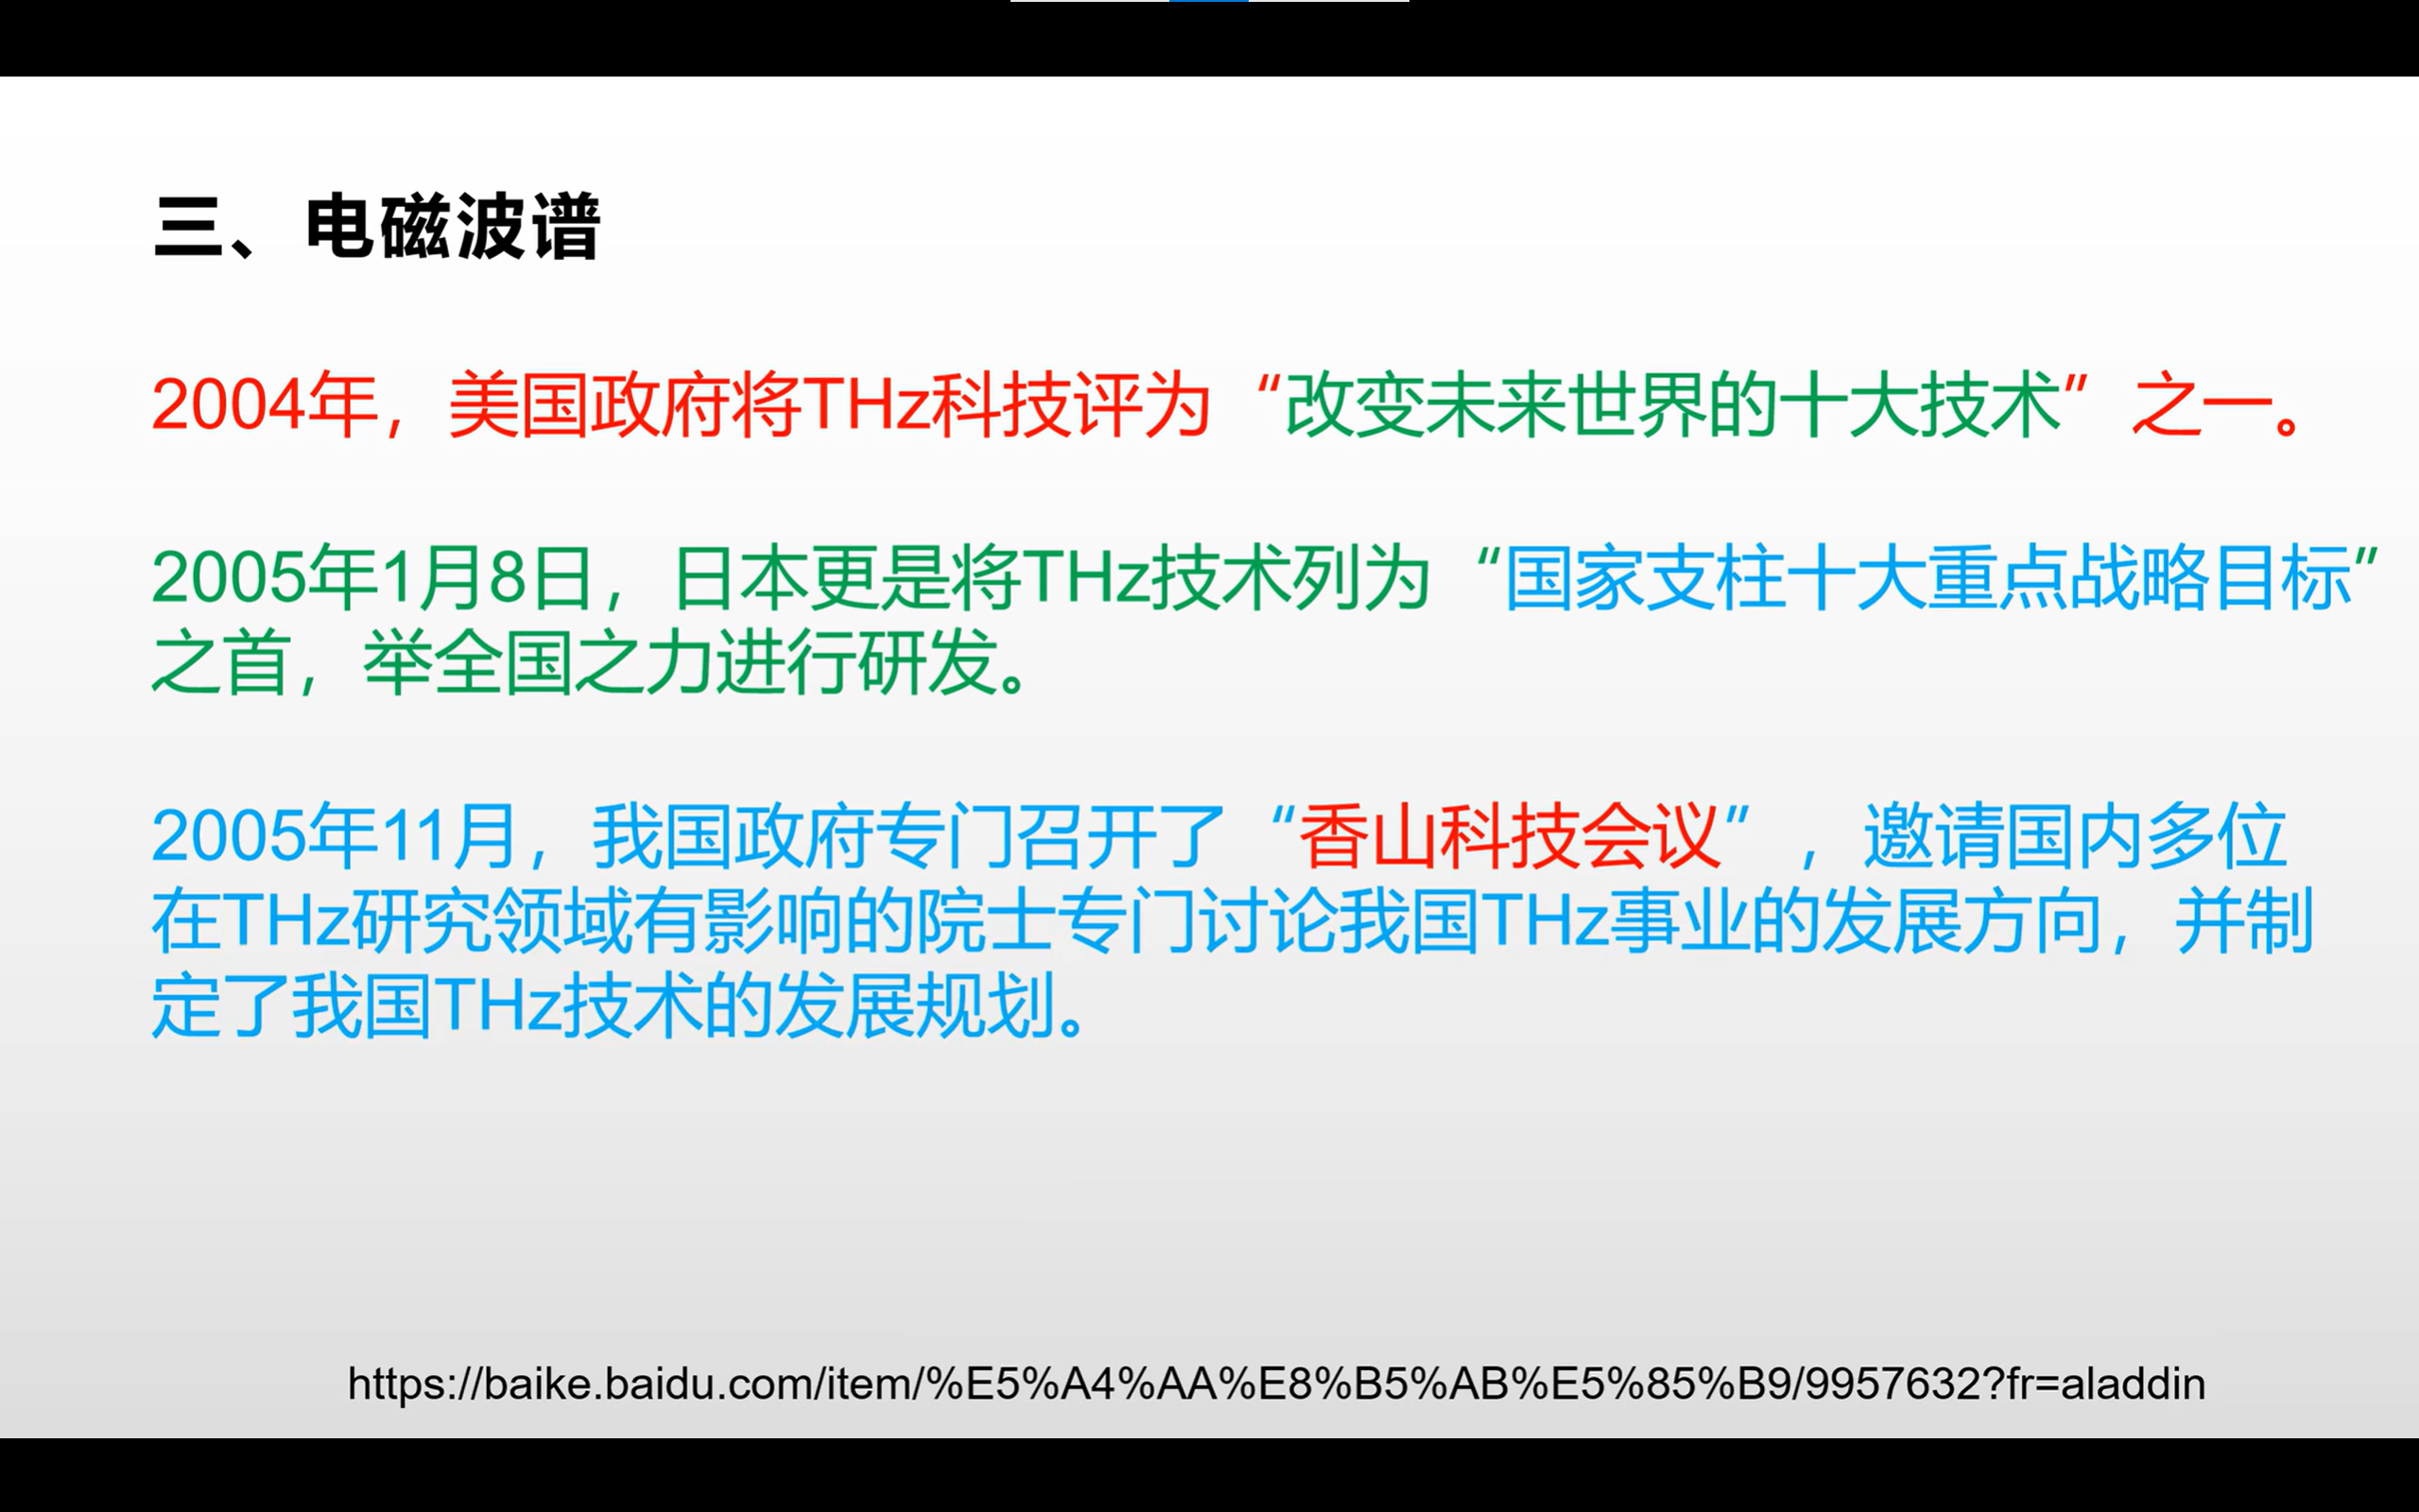 三、电磁波谱
2004年，美国政府将THz科技评为“改变未来世界的十大技术”之一。
2005年1月8日，日本更是将THz技术列为“国家支柱十大重点战略目标”
之首，举全国之力进行研发。
2005年11月，我国政府专门召开了“香山科技会议”，邀请国内多位
在THz研究领域有影响的院士专门讨论我国THz事业的发展方向，并制
定了我国THz技术的发展规划。
https://baike.baidu.com/item/%E5%A4%AA%E8%B5%AB%E5%85%B9/9957632?fr=aladdin